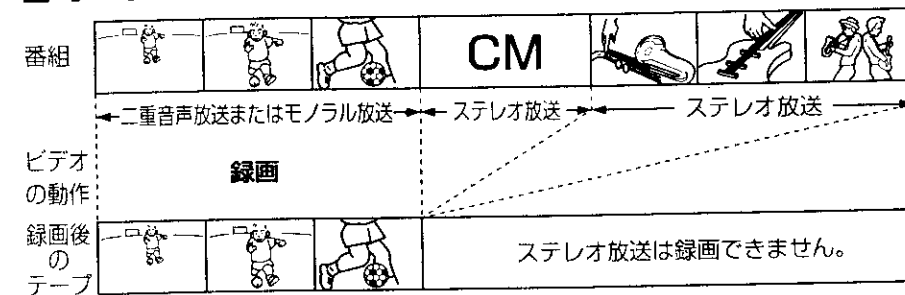 番組
CM
二重音声放送またはモノラル放送
ステレオ放送
ステレオ放送
ビデオ
の動作
録画
録画後
の
テープ
ステレオ放送は録画できません。